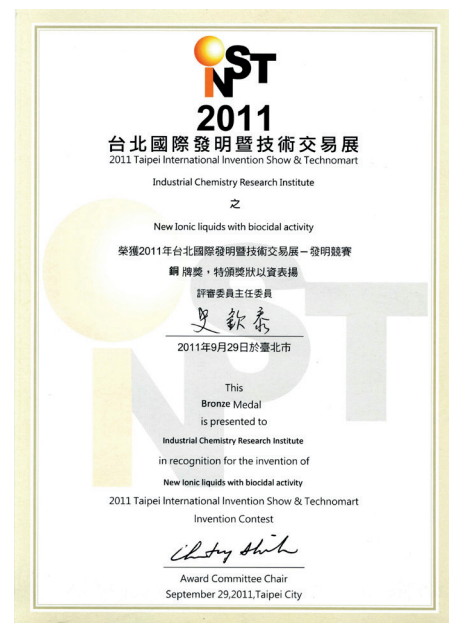 iNST
2011
台北國際發明暨技術交易展
2011 Taipei International Invention Show & Technomart
Industrial Chemistry Research Institute
之
New Ionic liquids with biocidal activity
榮獲2011年台北國際發明暨技術交易展－發明競賽
銅 牌獎，特頒獎狀以資表揚
評審委員主任委員
史欽泰
2011年9月29日於臺北市
This
Bronze Medal
is presented to
Industrial Chemistry Research Institute
in recognition for the invention of
New Ionic liquids with biocidal activity
2011 Taipei International Invention Show & Technomart
Invention Contest
Award Committee Chair
September 29,2011,Taipei City